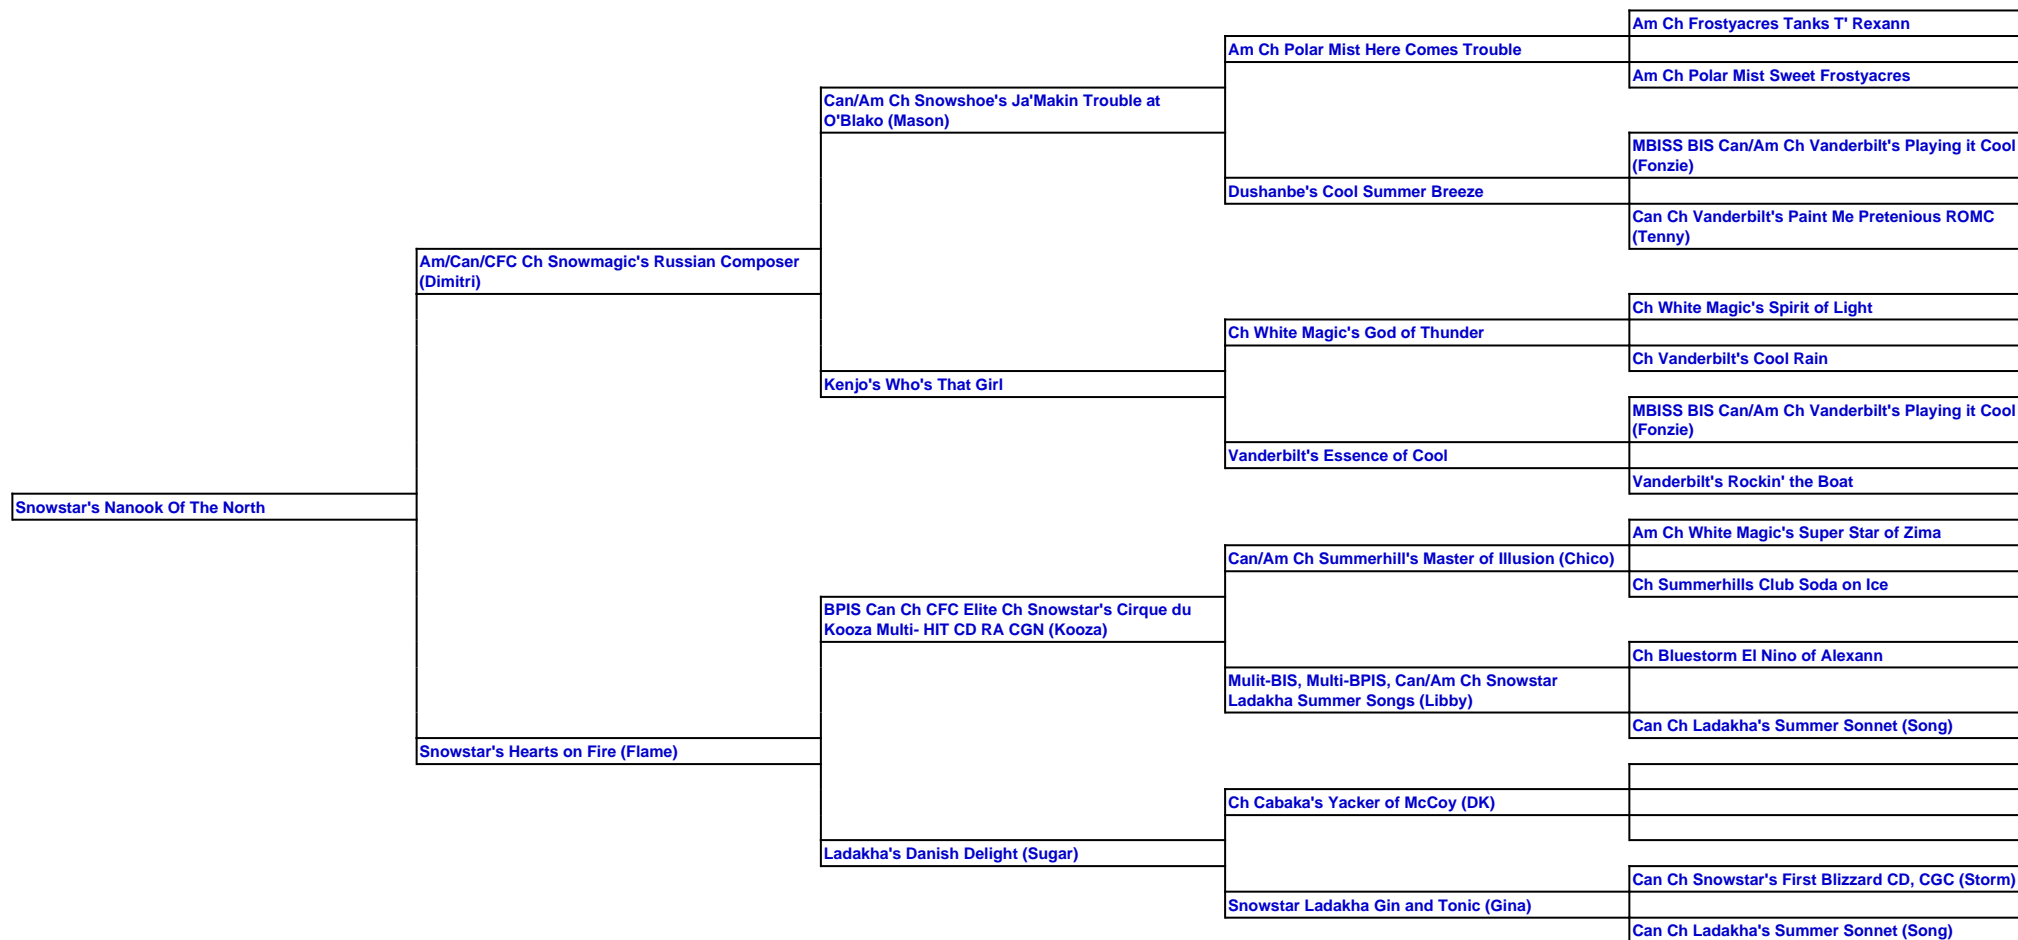 Am Ch Frostyacres Tanks T' Rexann
Am Ch Polar Mist Here Comes Trouble
Am Ch Polar Mist Sweet Frostyacres
Can/Am Ch Snowshoe's Ja'Makin Trouble at
O'Blako (Mason)
MBISS BIS Can/Am Ch Vanderbilt's Playing it Cool
(Fonzie)
Dushanbe's Cool Summer Breeze
Can Ch Vanderbilt's Paint Me Pretenious ROMC
(Tenny)
Am/Can/CFC Ch Snowmagic's Russian Composer
(Dimitri)
Ch White Magic's Spirit of Light
Ch White Magic's God of Thunder
Ch Vanderbilt's Cool Rain
Kenjo's Who's That Girl
MBISS BIS Can/Am Ch Vanderbilt's Playing it Cool
(Fonzie)
Vanderbilt's Essence of Cool
Vanderbilt's Rockin' the Boat
Snowstar's Nanook Of The North
Am Ch White Magic's Super Star of Zima
Can/Am Ch Summerhill's Master of Illusion (Chico)
Ch Summerhills Club Soda on Ice
BPIS Can Ch CFC Elite Ch Snowstar's Cirque du
Kooza Multi- HIT CD RA CGN (Kooza)
Ch Bluestorm El Nino of Alexann
Mulit-BIS, Multi-BPIS, Can/Am Ch Snowstar
Ladakha Summer Songs (Libby)
Can Ch Ladakha's Summer Sonnet (Song)
Snowstar's Hearts on Fire (Flame)
Ch Cabaka's Yacker of McCoy (DK)
Ladakha's Danish Delight (Sugar)
Can Ch Snowstar's First Blizzard CD, CGC (Storm)
Snowstar Ladakha Gin and Tonic (Gina)
Can Ch Ladakha's Summer Sonnet (Song)